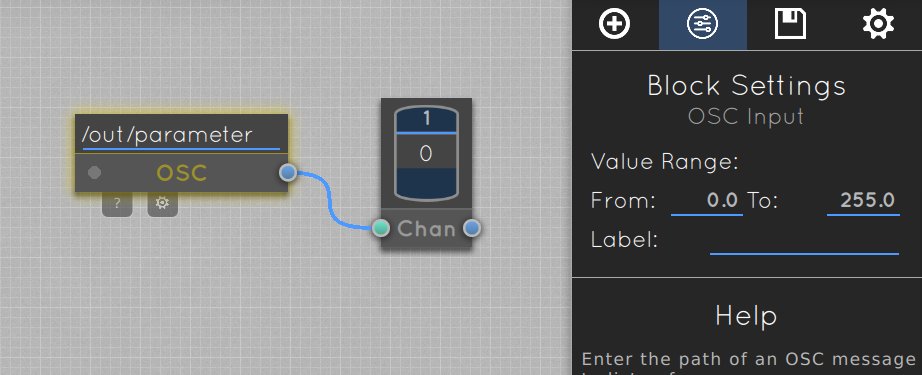 /out/parameter
OSC
?
1
0
Chan
Block Settings
OSC Input
Value Range:
From: 0.0 To: 255.0
Label:
Help
Enter the path of an OSC message